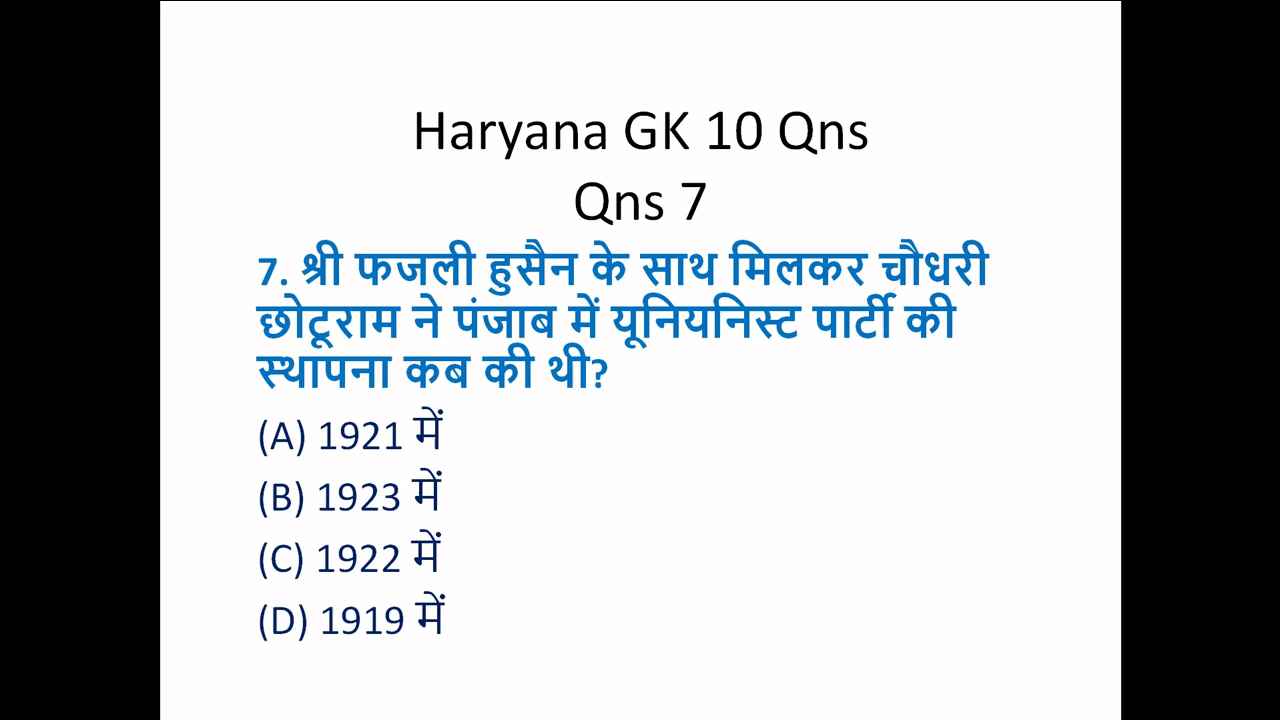 Haryana GK 10 Qns
Qns 7
7. श्री फजली हुसैन के साथ मिलकर चौधरी
छोटूराम ने पंजाब में यूनियनिस्ट पार्टी की
स्थापना कब की थी?
(A) 1921 में
(B) 1923 में
(C) 1922 में
(D) 1919 में